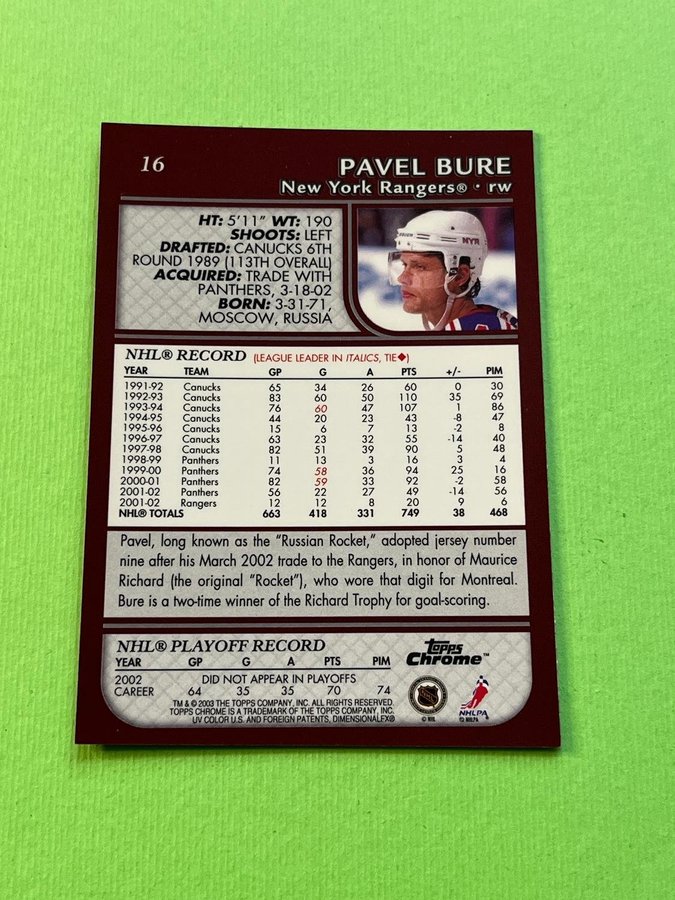 16
PAVEL BURE
New York Rangers® • rw
HT: 5'11" WT: 190
SHOOTS: LEFT
DRAFTED: CANUCKS 6TH
ROUND 1989 (113TH OVERALL)
ACQUIRED: TRADE WITH
PANTHERS, 3-18-02
BORN: 3-31-71,
MOSCOW, RUSSIA
NYR
NHL® RECORD (LEAGUE LEADER IN ITALICS, TIE◆)
YEAR TEAM GP G A PTS +/- PIM
1991-92 Canucks 65 34 26 60 0 30
1992-93 Canucks 83 60 50 110 35 69
1993-94 Canucks 76 60 47 107 1 86
1994-95 Canucks 44 20 23 43 -8 47
1995-96 Canucks 15 6 7 13 -2 8
1996-97 Canucks 63 23 32 55 -14 40
1997-98 Canucks 82 51 39 90 5 48
1998-99 Panthers 11 13 3 16 3 4
1999-00 Panthers 74 58 36 94 25 16
2000-01 Panthers 82 59 33 92 -2 58
2001-02 Panthers 56 22 27 49 -14 56
2001-02 Rangers 12 12 8 20 9 6
NHL® TOTALS 663 418 331 749 38 468
Pavel, long known as the "Russian Rocket," adopted jersey number
nine after his March 2002 trade to the Rangers, in honor of Maurice
Richard (the original "Rocket"), who wore that digit for Montreal.
Bure is a two-time winner of the Richard Trophy for goal-scoring.
NHL® PLAYOFF RECORD
YEAR GP G A PTS PIM
2002 DID NOT APPEAR IN PLAYOFFS
CAREER 64 35 35 70 74
topps
Chrome™
TM & © 2003 THE TOPPS COMPANY, INC. ALL RIGHTS RESERVED.
TOPPS CHROME IS A TRADEMARK OF THE TOPPS COMPANY, INC.
UV COLOR U.S. AND FOREIGN PATENTS, DIMENSIONALEX®
© NHL
NHLPA
© NHLPA